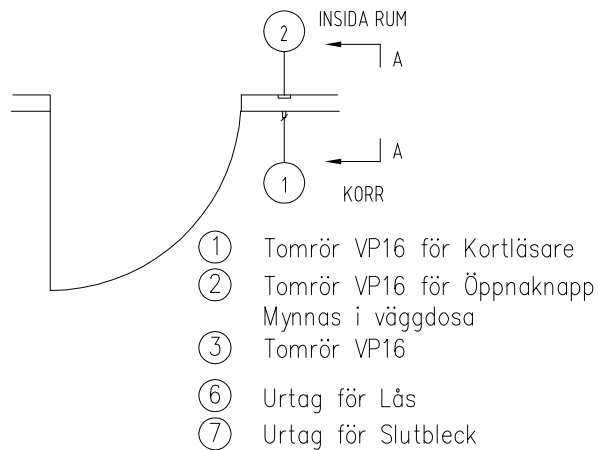 2 INSIDA RUM
A
A
1 KORR
1 Tomrör VP16 för Kortläsare
2 Tomrör VP16 för Öppnaknapp
Mynnas i väggdosa
3 Tomrör VP16
6 Urtag för Lås
7 Urtag för Slutbleck